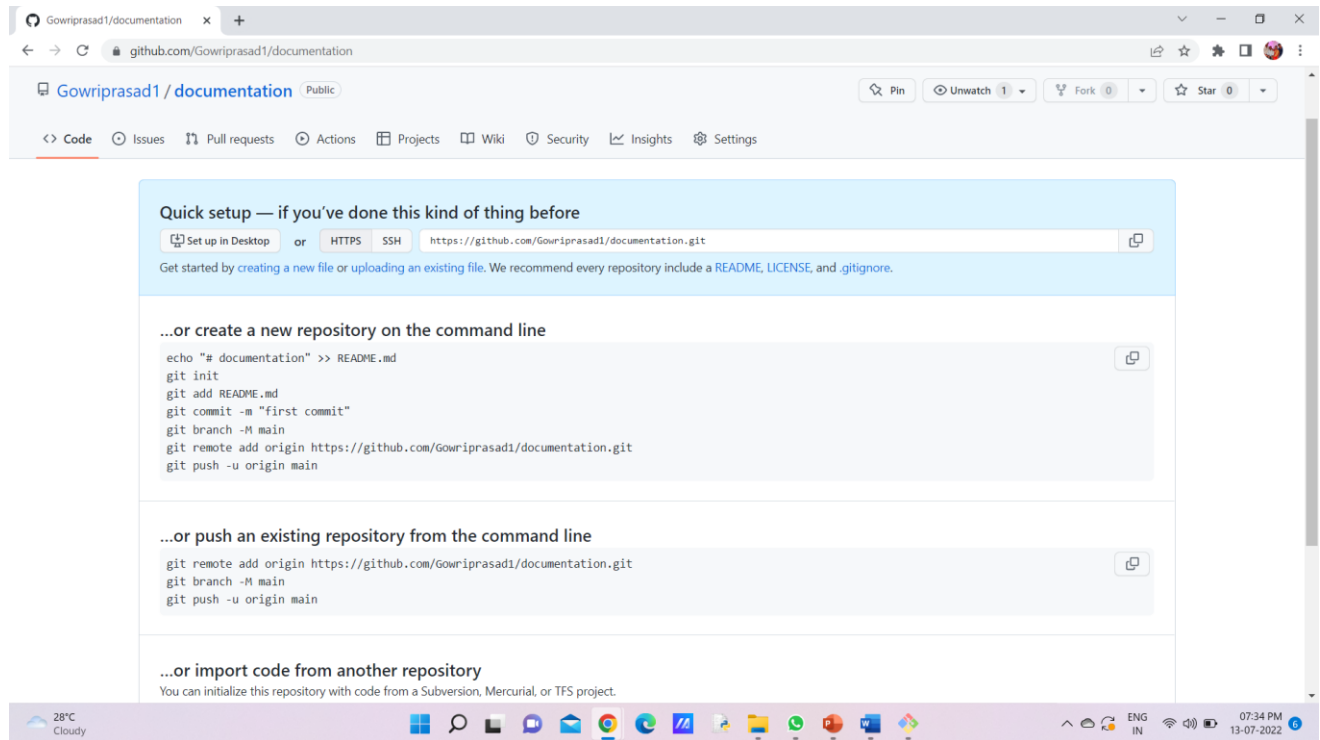 Gowriprasad1/documentation
github.com/Gowriprasad1/documentation
Gowriprasad1 / documentation Public
Pin Unwatch 1 Fork 0 Star 0
<> Code Issues Pull requests Actions Projects Wiki Security Insights Settings
Quick setup — if you’ve done this kind of thing before
Set up in Desktop or HTTPS SSH https://github.com/Gowriprasad1/documentation.git
Get started by creating a new file or uploading an existing file. We recommend every repository include a README, LICENSE, and .gitignore.
…or create a new repository on the command line
echo "# documentation" >> README.md
git init
git add README.md
git commit -m "first commit"
git branch -M main
git remote add origin https://github.com/Gowriprasad1/documentation.git
git push -u origin main
…or push an existing repository from the command line
git remote add origin https://github.com/Gowriprasad1/documentation.git
git branch -M main
git push -u origin main
…or import code from another repository
You can initialize this repository with code from a Subversion, Mercurial, or TFS project.
28°C
Cloudy
ENG
IN
07:34 PM
13-07-2022
6